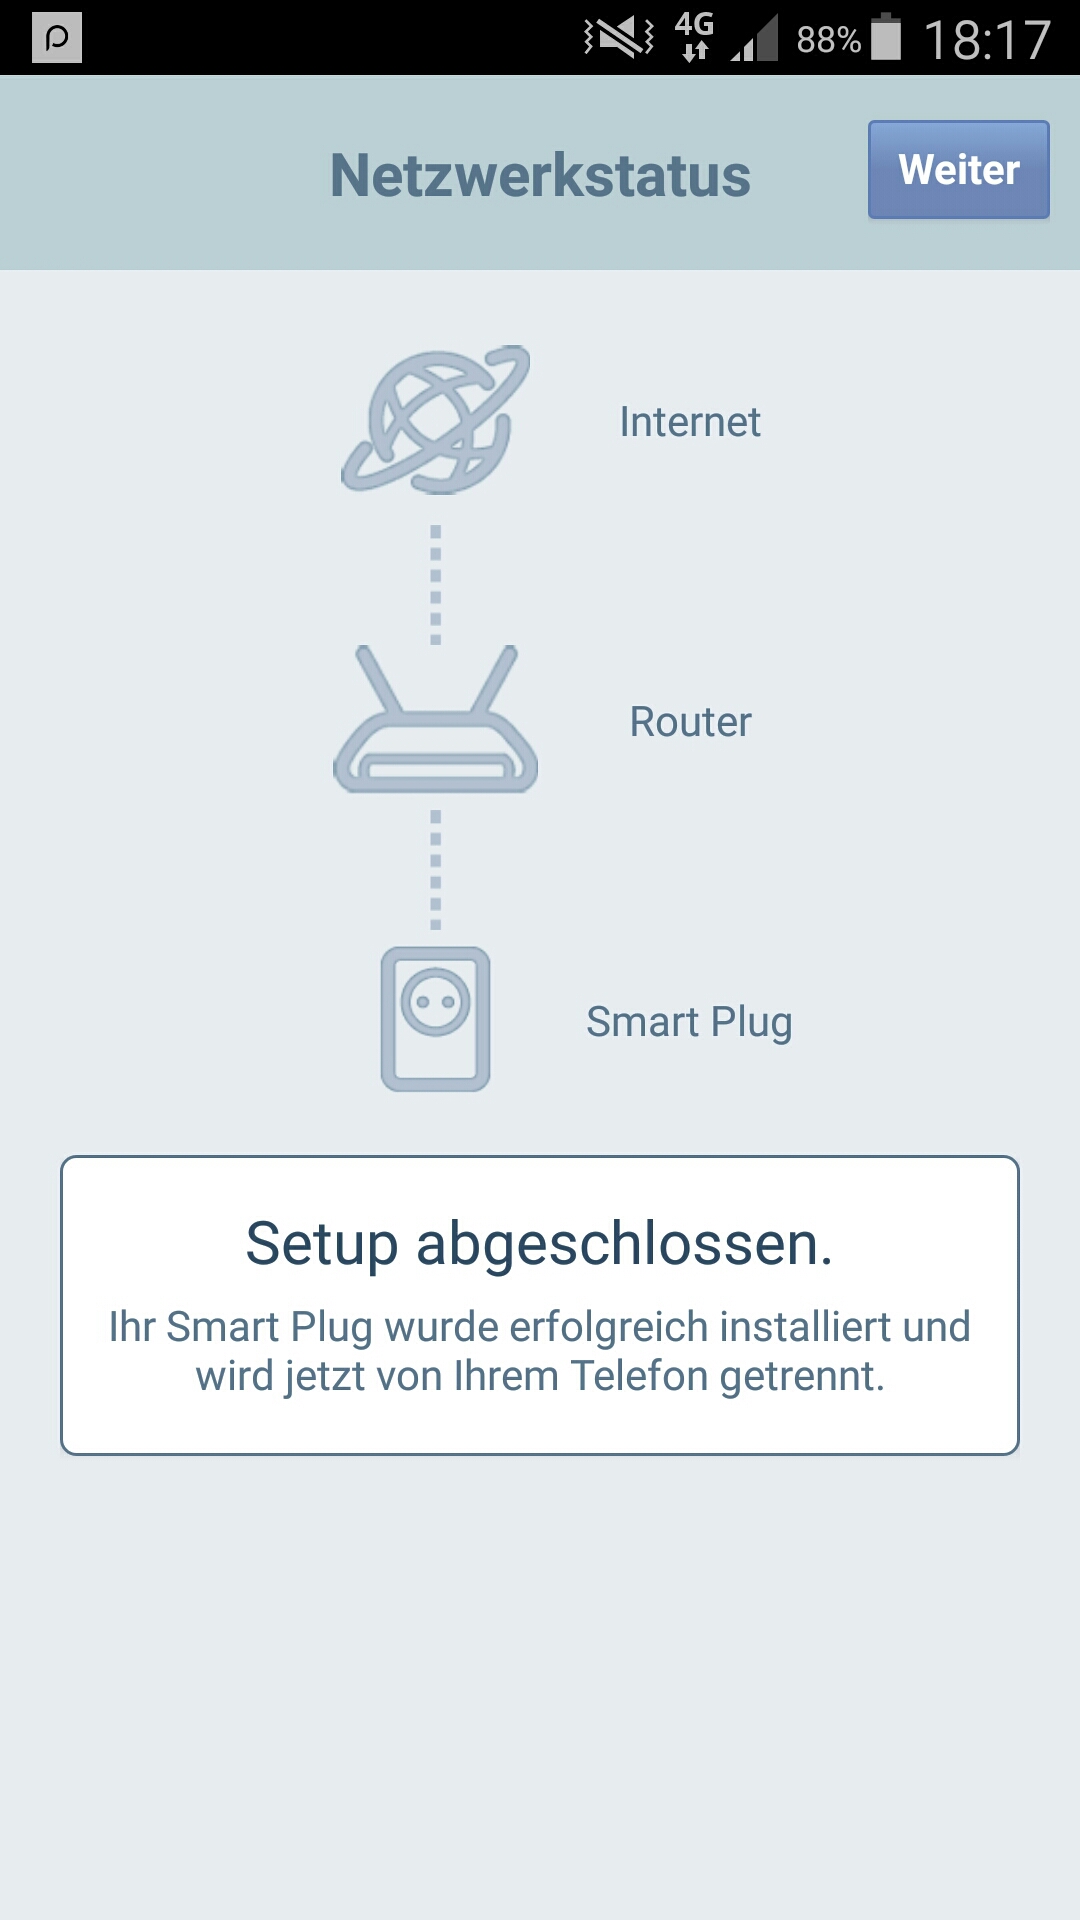 4G 88% 18:17
Netzwerkstatus
Weiter
Internet
Router
Smart Plug
Setup abgeschlossen.
Ihr Smart Plug wurde erfolgreich installiert und
wird jetzt von Ihrem Telefon getrennt.